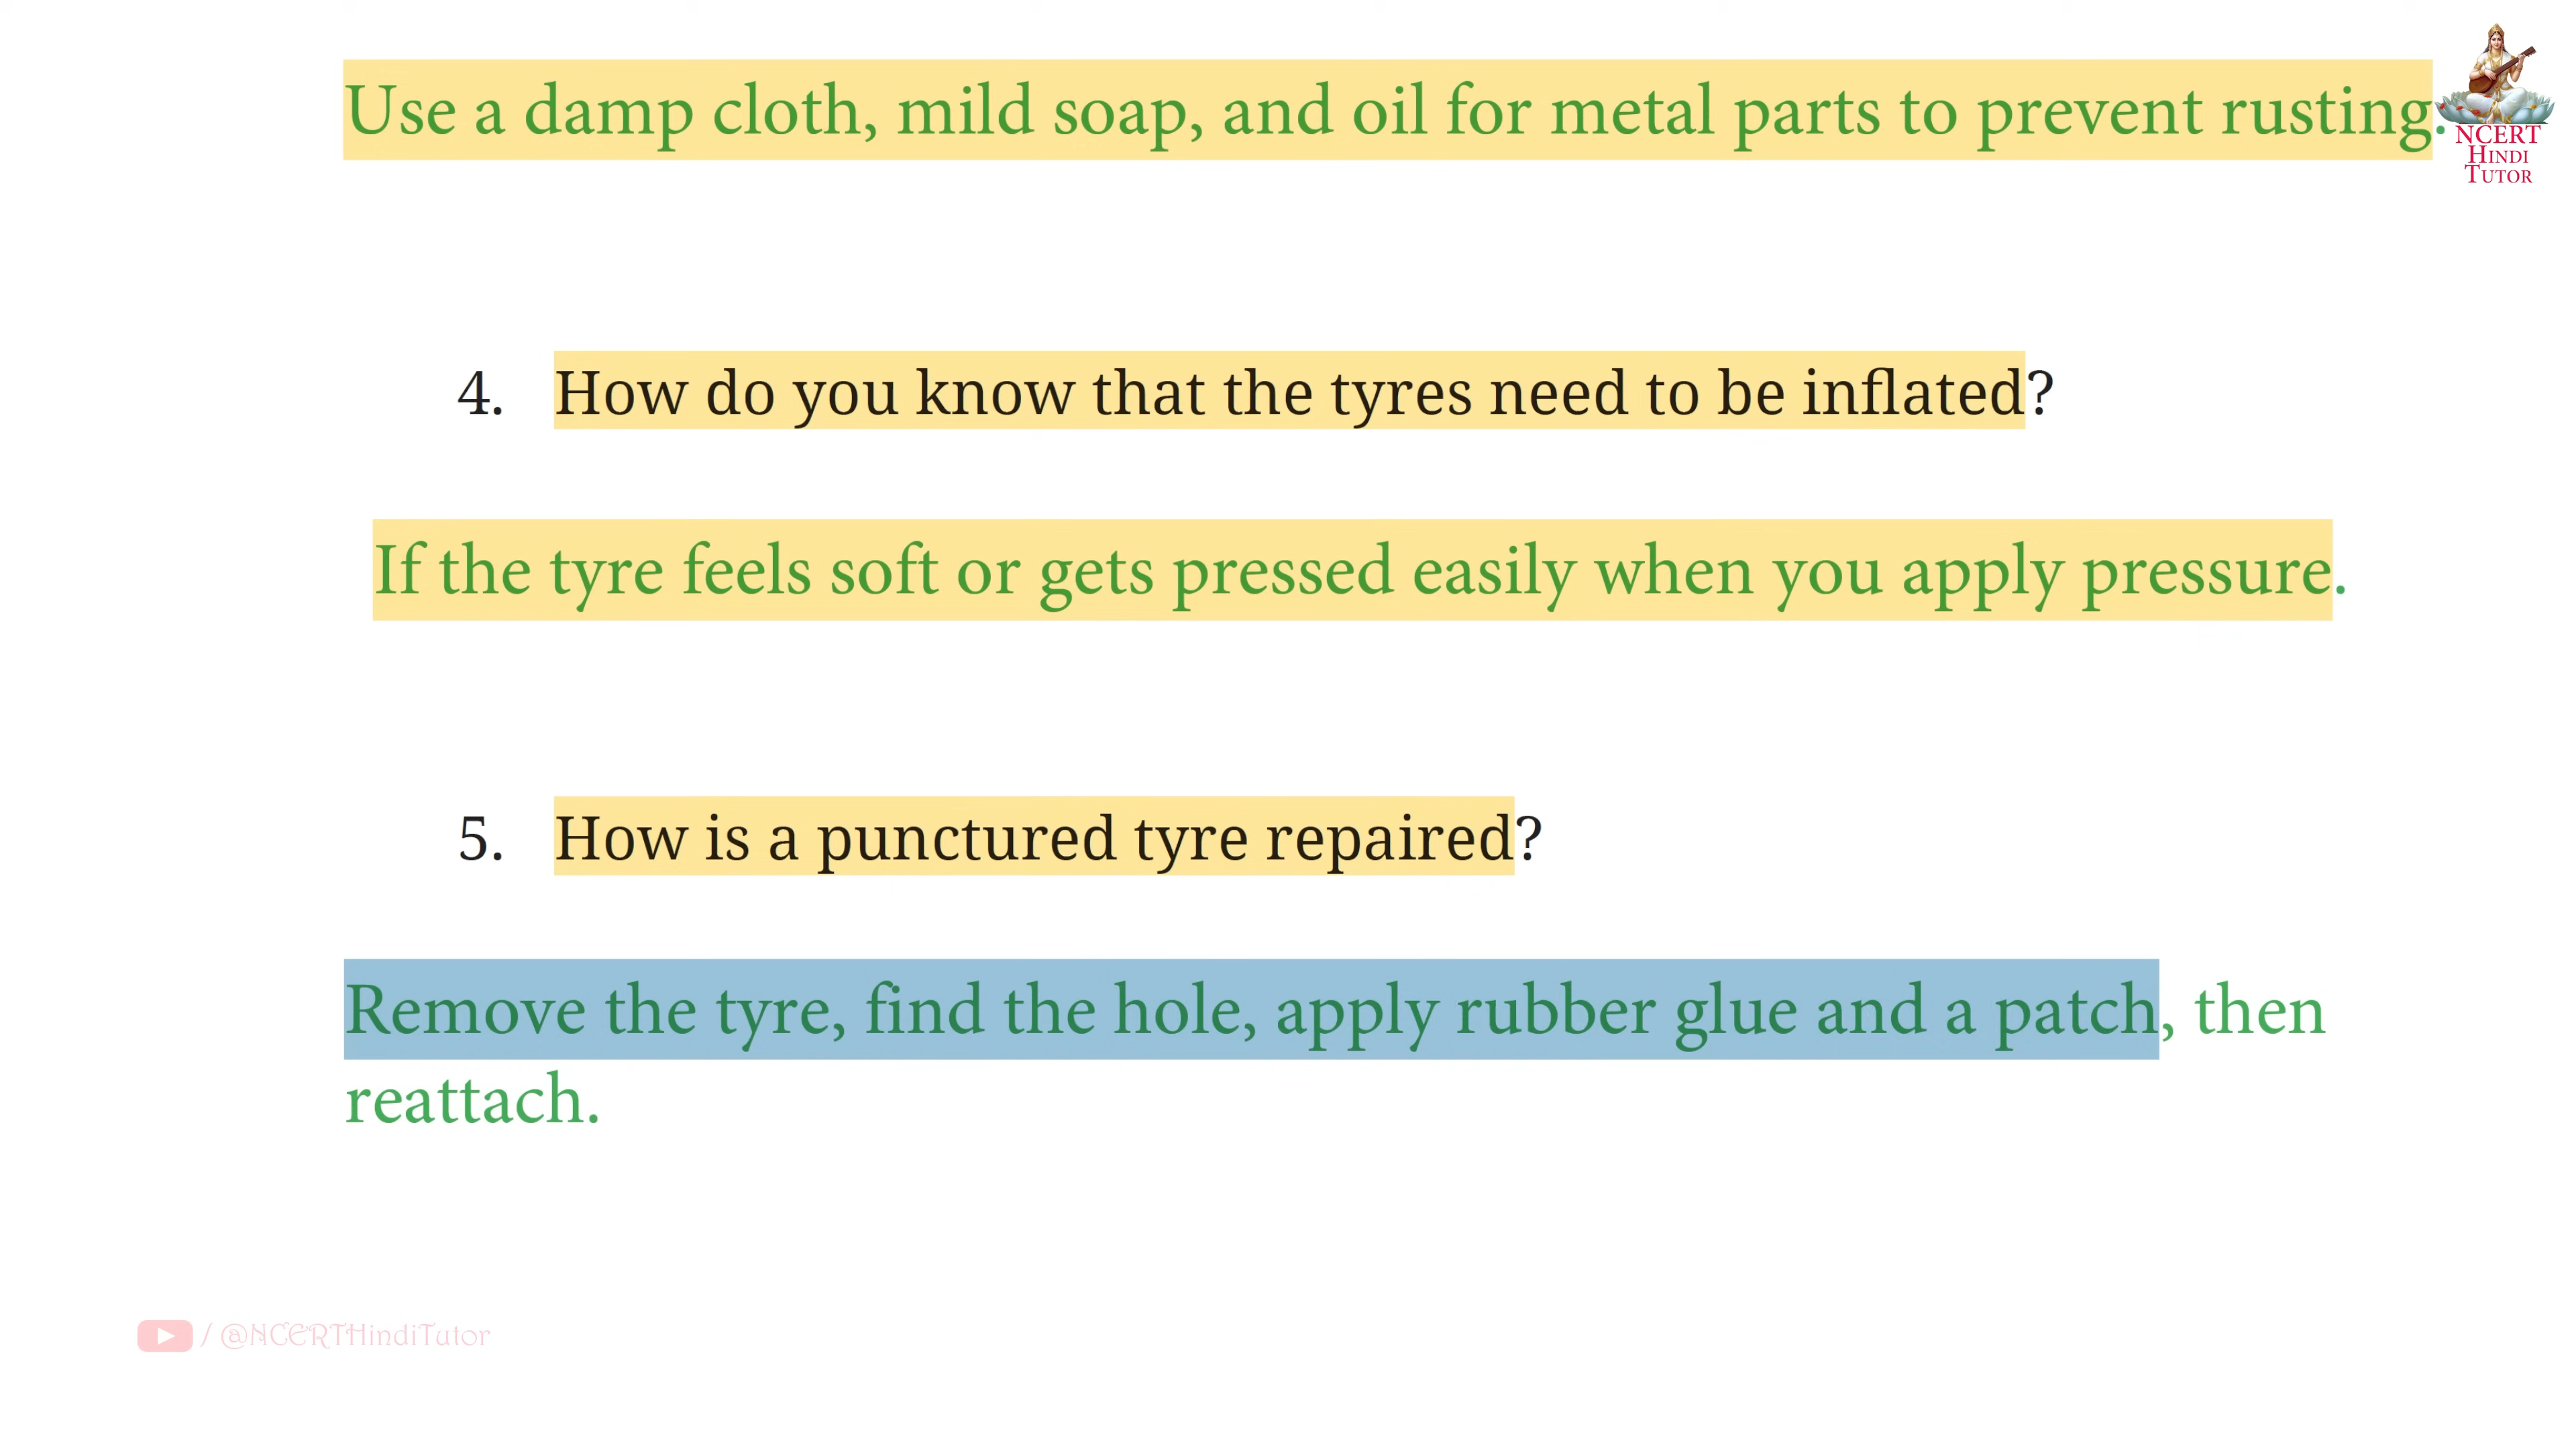 Use a damp cloth, mild soap, and oil for metal parts to prevent rusting.
NCERT
HINDI
TUTOR
4. How do you know that the tyres need to be inflated?
If the tyre feels soft or gets pressed easily when you apply pressure.
5. How is a punctured tyre repaired?
Remove the tyre, find the hole, apply rubber glue and a patch, then
reattach.
/ @NCERTHindiTutor